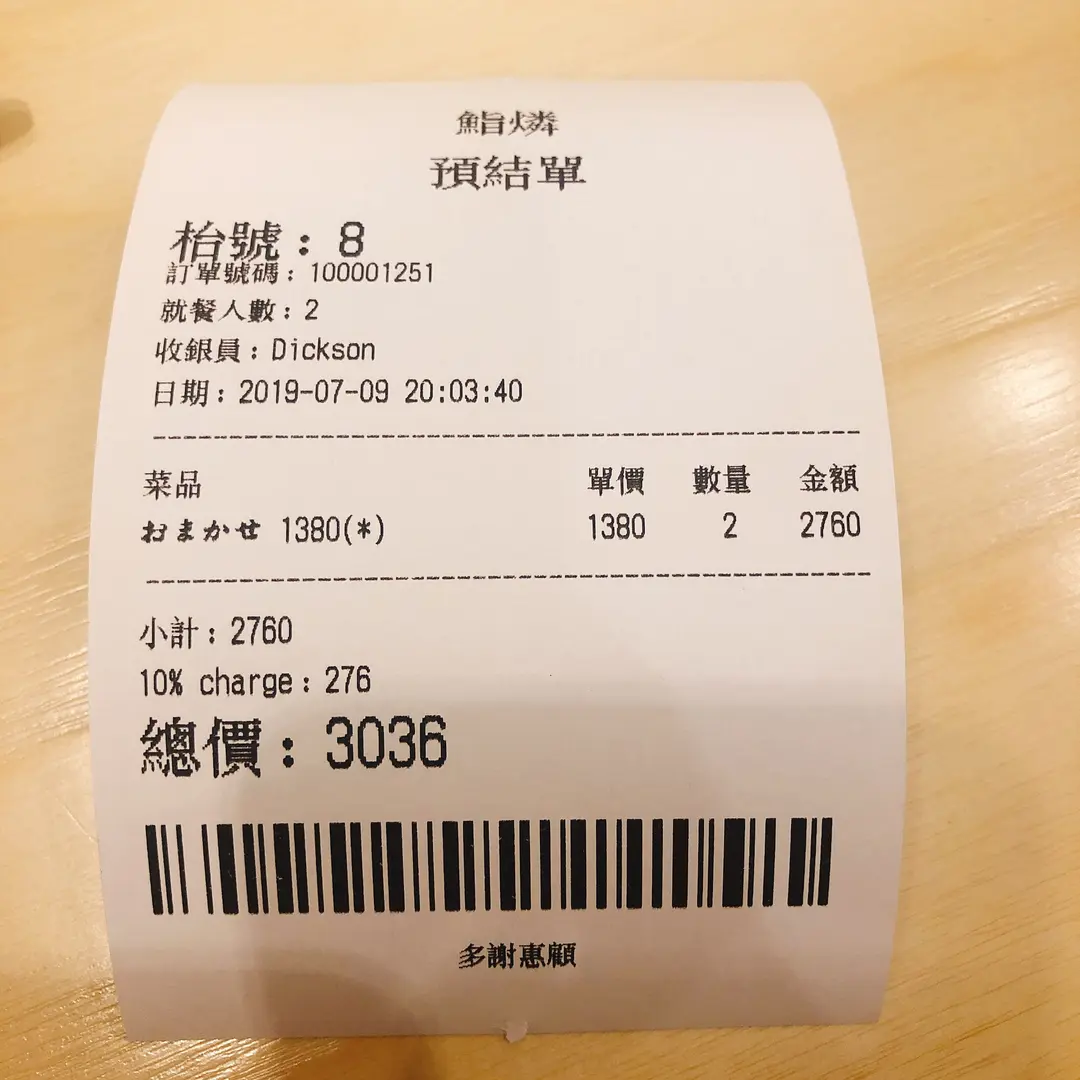 鮨燐
預結單
枱號：8
訂單號碼：100001251
就餐人數：2
收銀員：Dickson
日期：2019-07-09 20:03:40
菜品 單價 數量 金額
おまかせ 1380(*) 1380 2 2760
小計：2760
10% charge：276
總價：3036
多謝惠顧